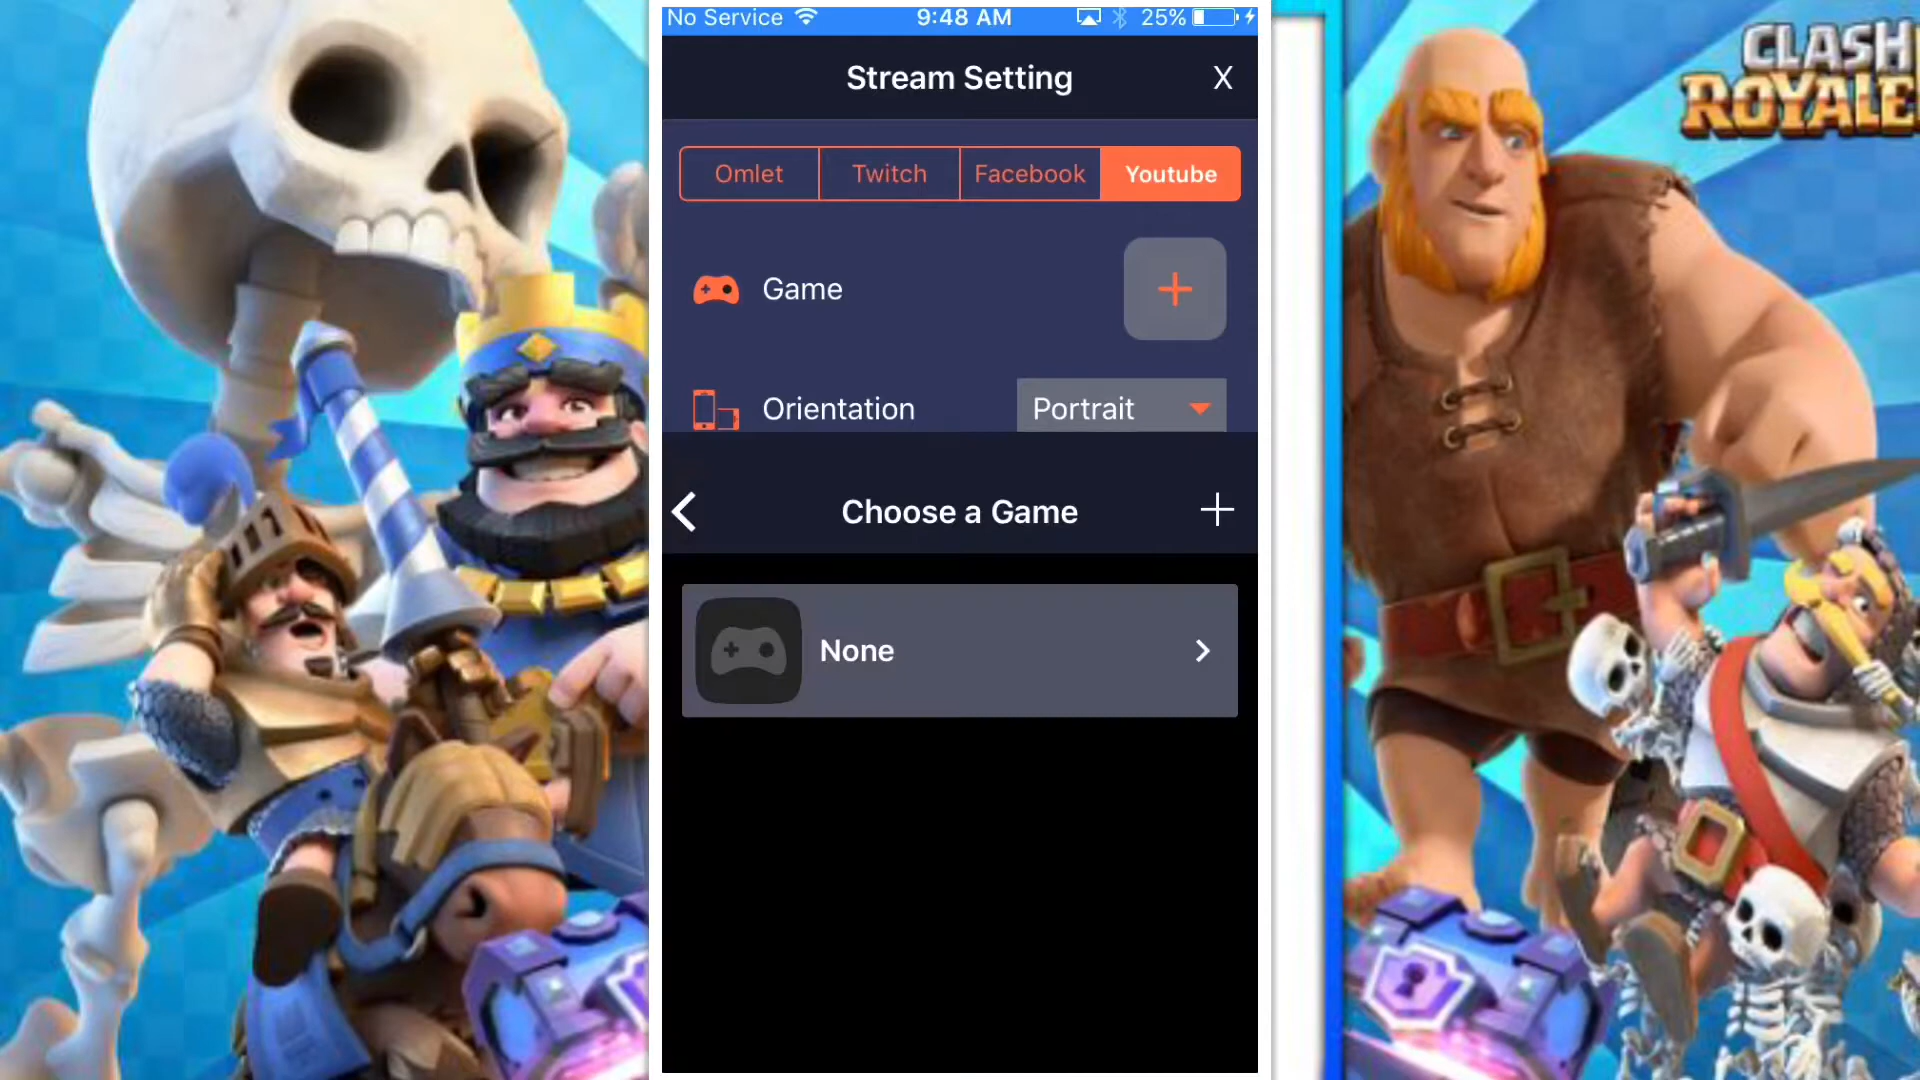 No Service 9:48 AM 25%
Stream Setting X
Omlet Twitch Facebook Youtube
Game
Orientation Portrait
Choose a Game
None
CLASH
ROYALE